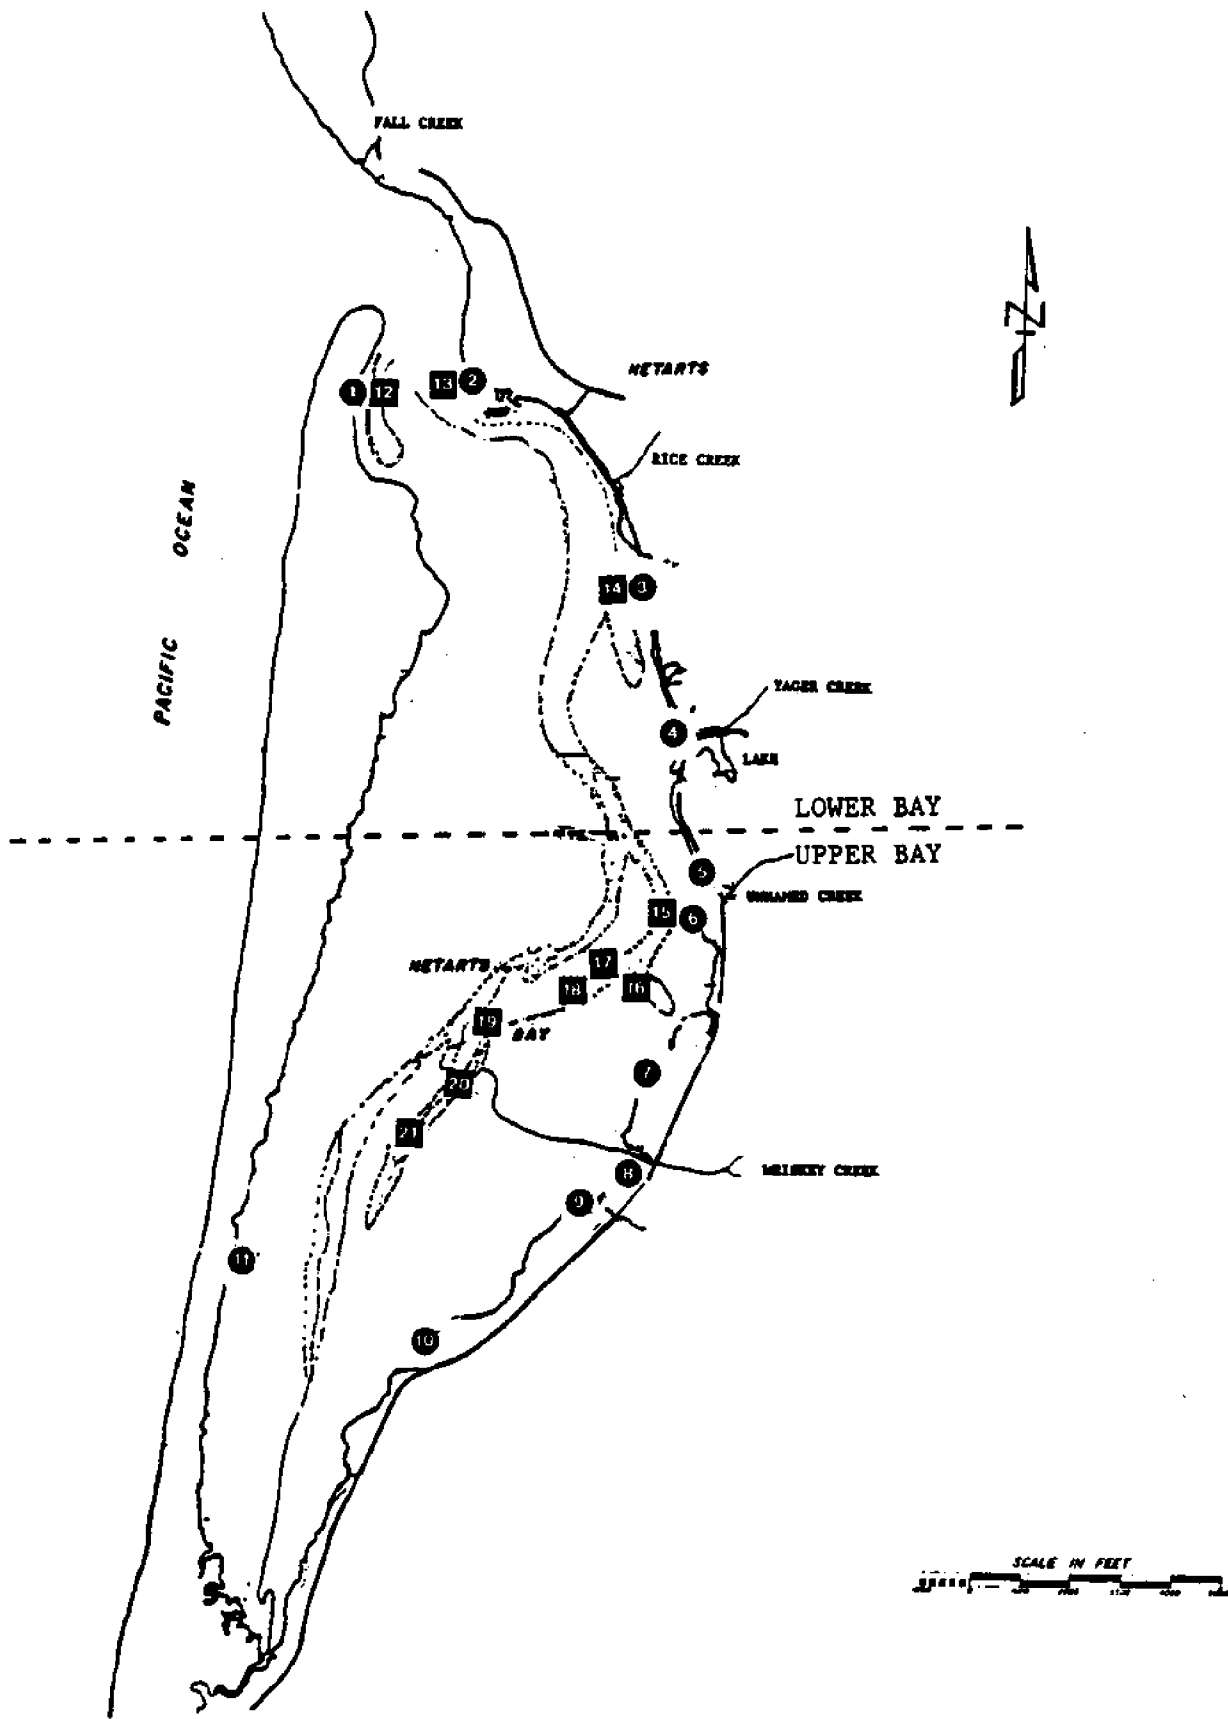 FALL CREEK
NETARTS
1
12
13
2
RICE CREEK
PACIFIC OCEAN
14
3
YAGER CREEK
4
LAKE
LOWER BAY
UPPER BAY
5
UNNAMED CREEK
15
6
NETARTS
17
18
16
19
BAY
7
20
21
WHISKEY CREEK
8
9
11
10
N
SCALE IN FEET